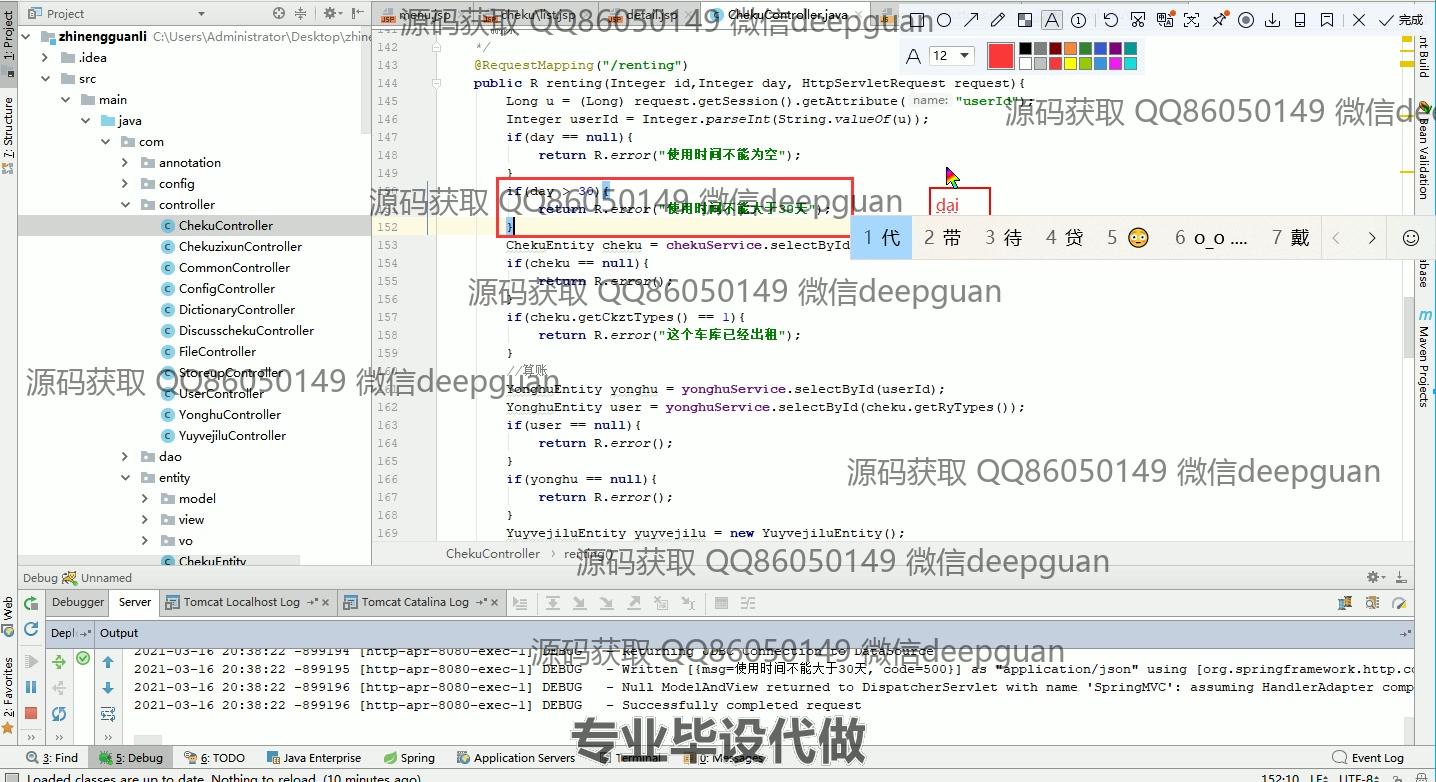 Project
menu.jsp
cheku\list.jsp
detail.jsp
ChekuController.java
完成
源码获取 QQ86050149 微信deepguan
12
zhinengguanli C:\Users\Administrator\Desktop\zhine
.idea
src
main
java
com
annotation
config
controller
ChekuController
ChekuzixunController
CommonController
ConfigController
DictionaryController
DiscusschekuController
FileController
StoreupController
UserController
YonghuController
YuyvejiluController
dao
entity
model
view
vo
ChekuEntity
142 */
143 @RequestMapping("/renting")
144 public R renting(Integer id,Integer day, HttpServletRequest request){
145 Long u = (Long) request.getSession().getAttribute( name: "userId");
146 Integer userId = Integer.parseInt(String.valueOf(u));
147 if(day == null){
148 return R.error("使用时间不能为空");
149 }
if(day > 30){
return R.error("使用时间不能大于30天");
152 }
153 ChekuEntity cheku = chekuService.selectById
154 if(cheku == null){
155 return R.error();
156
157 if(cheku.getCkztTypes() == 1){
158 return R.error("这个车库已经出租");
159 }
//算账
YonghuEntity yonghu = yonghuService.selectById(userId);
162 YonghuEntity user = yonghuService.selectById(cheku.getRyTypes());
163 if(user == null){
164 return R.error();
165 }
166 if(yonghu == null){
167 return R.error();
168 }
169 YuyvejiluEntity yuyvejilu = new YuyvejiluEntity();
源码获取 QQ86050149 微信dee
源码获取 QQ86050149 微信deepguan
dai
1 代 2 带 3 待 4 贷 5 😳 6 o_o .... 7 戴
源码获取 QQ86050149 微信deepguan
源码获取 QQ86050149 微信deepguan
源码获取 QQ86050149 微信deepguan
ChekuController › renting()
源码获取 QQ86050149 微信deepguan
1: Project
7: Structure
Web
2: Favorites
nt Build
Bean Validation
abase
Maven Projects
Debug Unnamed
Debugger Server Tomcat Localhost Log Tomcat Catalina Log
Depl Output
源码获取 QQ86050149 微信deepguan
2021-03-16 20:38:22 -899194 [http-apr-8080-exec-1] DEBUG - Returning JDBC Connection to DataSource
2021-03-16 20:38:22 -899195 [http-apr-8080-exec-1] DEBUG - Written [{msg=使用时间不能大于30天, code=500}] as "application/json" using [org.springframework.http.co
2021-03-16 20:38:22 -899196 [http-apr-8080-exec-1] DEBUG - Null ModelAndView returned to DispatcherServlet with name 'SpringMVC': assuming HandlerAdapter comp
2021-03-16 20:38:22 -899196 [http-apr-8080-exec-1] DEBUG - Successfully completed request
专业毕设代做
3: Find 5: Debug 6: TODO Java Enterprise Spring Application Servers Terminal 0: Messages Event Log
Loaded classes are up to date. Nothing to reload. (10 minutes ago) 152:10 LF UTF-8